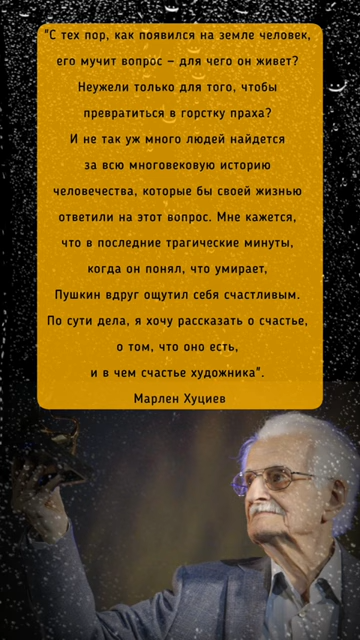 "С тех пор, как появился на земле человек,
его мучит вопрос – для чего он живет?
Неужели только для того, чтобы
превратиться в горстку праха?
И не так уж много людей найдется
за всю многовековую историю
человечества, которые бы своей жизнью
ответили на этот вопрос. Мне кажется,
что в последние трагические минуты,
когда он понял, что умирает,
Пушкин вдруг ощутил себя счастливым.
По сути дела, я хочу рассказать о счастье,
о том, что оно есть,
и в чем счастье художника".
Марлен Хуциев